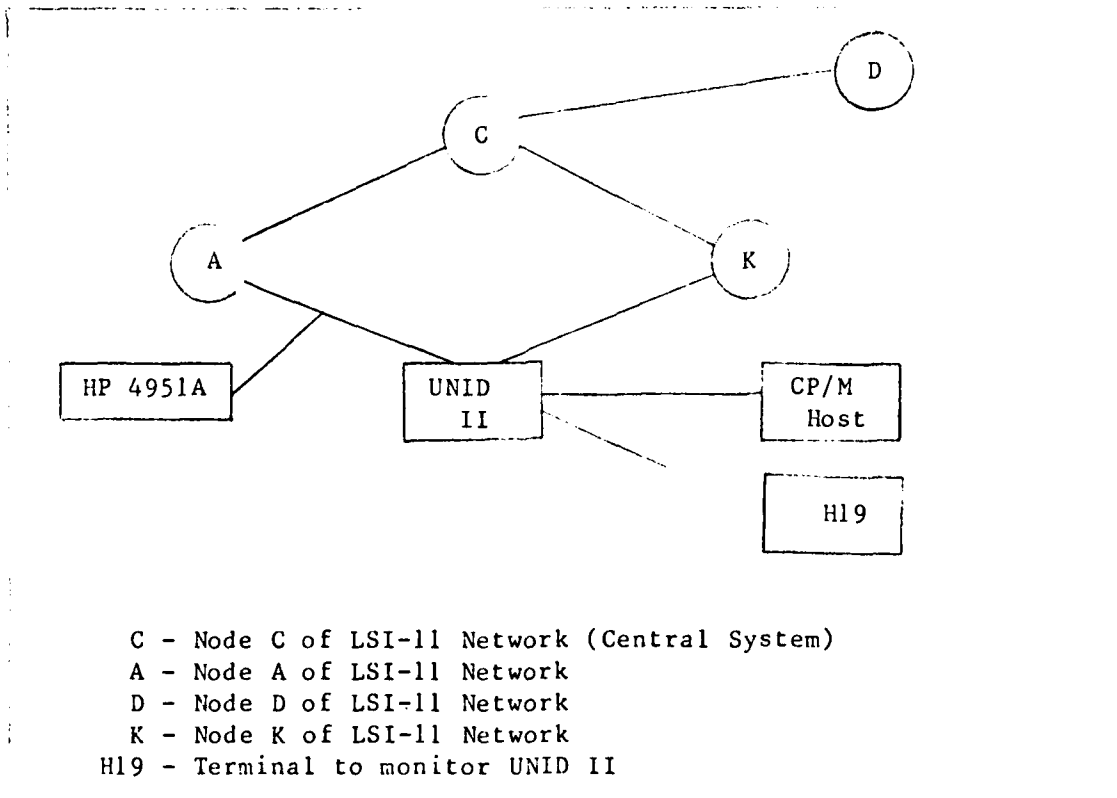 D
C
A
K
HP 4951A
UNID
II
CP/M
Host
H19
C - Node C of LSI-11 Network (Central System)
A - Node A of LSI-11 Network
D - Node D of LSI-11 Network
K - Node K of LSI-11 Network
H19 - Terminal to monitor UNID II